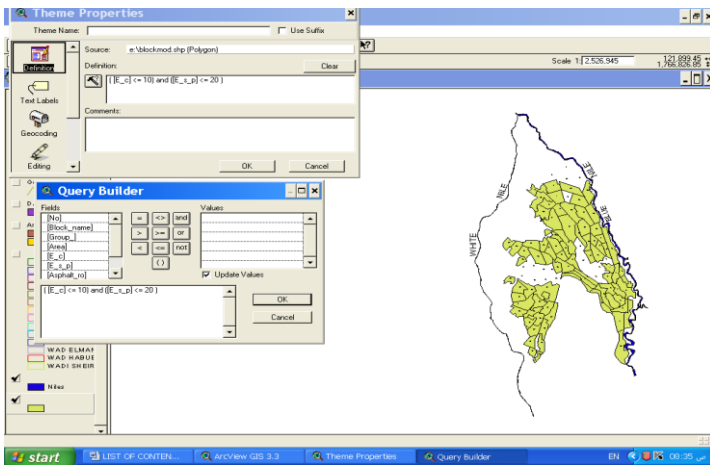 Theme Properties
Theme Name:
Use Suffix
Definition
Text Labels
Geocoding
Editing
Source: e:\blockmod.shp (Polygon)
Definition:
Clear
( [E_c] <= 10) and ([E_s_p] <= 20 )
Comments:
OK
Cancel
Scale 1: 2,526,945
121,899.45
1,766,826.85
Query Builder
Fields
[No]
[Block_name]
[Group_]
[Area]
[E_c]
[E_s_p]
[Asphalt_ro]
= <> and
> >= or
< <= not
( )
Values
Update Values
( [E_c] <= 10) and ([E_s_p] <= 20 )
OK
Cancel
WAD ELMAH
WAD HABUE
WADI SHEIR
Niles
WHITE
NILE
BLUE
NILE
start
LIST OF CONTEN...
ArcView GIS 3.3
Theme Properties
Query Builder
EN
08:35 ص